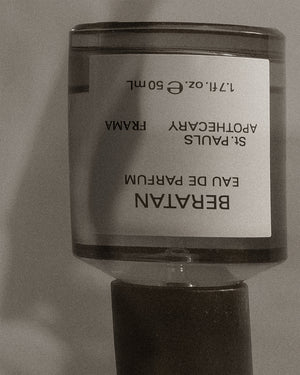 BERATAN
EAU DE PARFUM
St. PAULS
APOTHECARY FRAMA
1.7 fl. oz. ℮ 50 mL